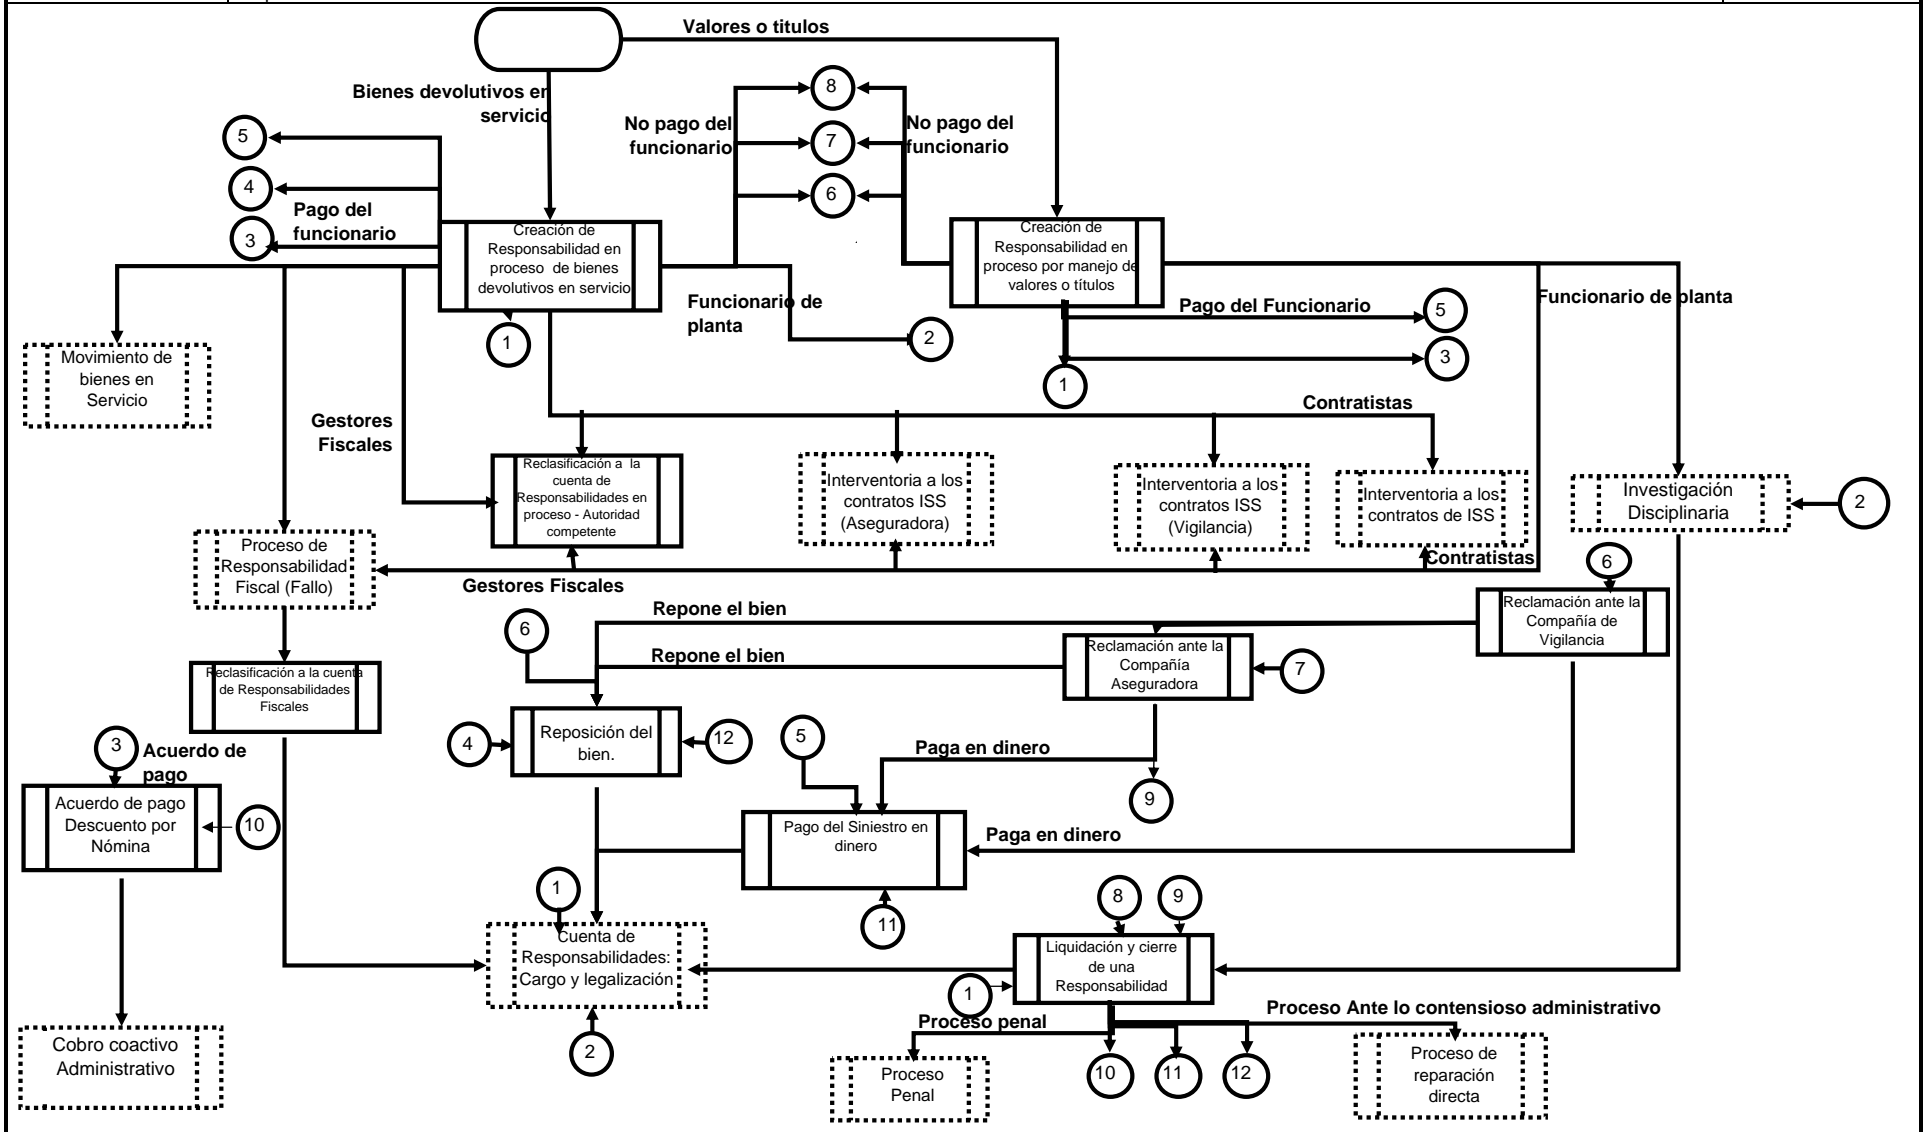 Valores o titulos
Bienes devolutivos en
servicio
8
No pago del
funcionario
No pago del
funcionario
7
5
4
6
Pago del
funcionario
3
Creación de
Responsabilidad en
proceso de bienes
devolutivos en servicio
Creación de
Responsabilidad en
proceso por manejo de
valores o títulos
Funcionario de
planta
Pago del Funcionario
5
Funcionario de planta
1
2
3
1
Movimiento de
bienes en
Servicio
Gestores
Fiscales
Contratistas
Reclasificación a la
cuenta de
Responsabilidades en
proceso - Autoridad
competente
Interventoria a los
contratos ISS
(Aseguradora)
Interventoria a los
contratos ISS
(Vigilancia)
Interventoria a los
contratos de ISS
Investigación
Disciplinaria
2
Proceso de
Responsabilidad
Fiscal (Fallo)
Gestores Fiscales
Contratistas
6
Repone el bien
6
Reclamación ante la
Compañía de
Vigilancia
Repone el bien
Reclamación ante la
Compañía
Aseguradora
7
Reclasificación a la cuenta
de Responsabilidades
Fiscales
3
Acuerdo de
pago
4
Reposición del
bien.
12
5
Paga en dinero
9
Acuerdo de pago
Descuento por
Nómina
10
Pago del Siniestro en
dinero
Paga en dinero
1
11
8
9
Cuenta de
Responsabilidades:
Cargo y legalización
Liquidación y cierre
de una
Responsabilidad
1
2
Proceso penal
Proceso Ante lo contensioso administrativo
Cobro coactivo
Administrativo
Proceso
Penal
10
11
12
Proceso de
reparación
directa